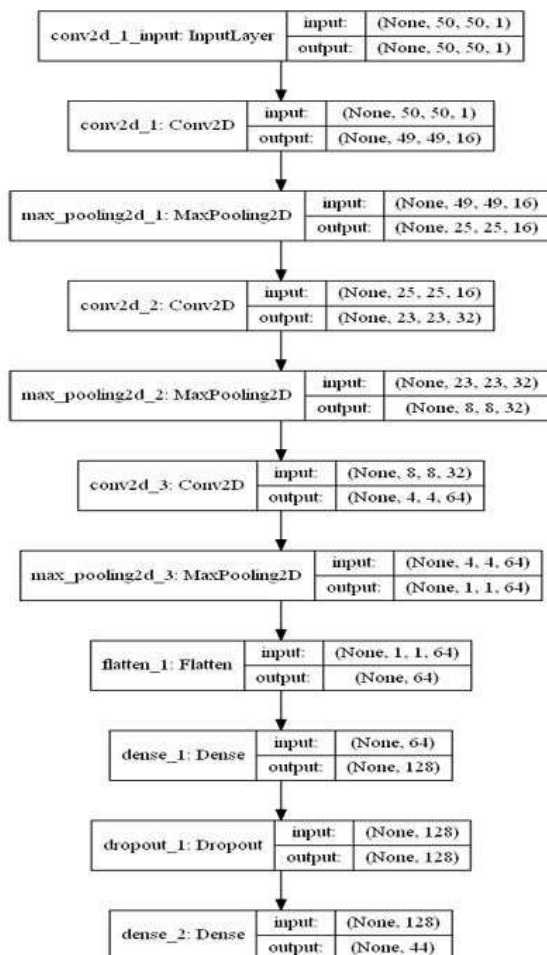 conv2d_1_input: InputLayer input: (None, 50, 50, 1)
output: (None, 50, 50, 1)
conv2d_1: Conv2D input: (None, 50, 50, 1)
output: (None, 49, 49, 16)
max_pooling2d_1: MaxPooling2D input: (None, 49, 49, 16)
output: (None, 25, 25, 16)
conv2d_2: Conv2D input: (None, 25, 25, 16)
output: (None, 23, 23, 32)
max_pooling2d_2: MaxPooling2D input: (None, 23, 23, 32)
output: (None, 8, 8, 32)
conv2d_3: Conv2D input: (None, 8, 8, 32)
output: (None, 4, 4, 64)
max_pooling2d_3: MaxPooling2D input: (None, 4, 4, 64)
output: (None, 1, 1, 64)
flatten_1: Flatten input: (None, 1, 1, 64)
output: (None, 64)
dense_1: Dense input: (None, 64)
output: (None, 128)
dropout_1: Dropout input: (None, 128)
output: (None, 128)
dense_2: Dense input: (None, 128)
output: (None, 44)